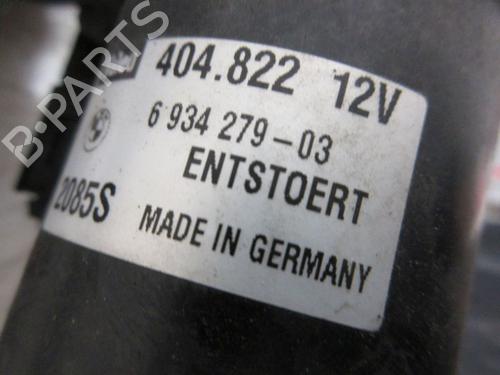 B-PARTS
404.822 12V
6 934 279-03
ENTSTOERT
2085S
MADE IN GERMANY